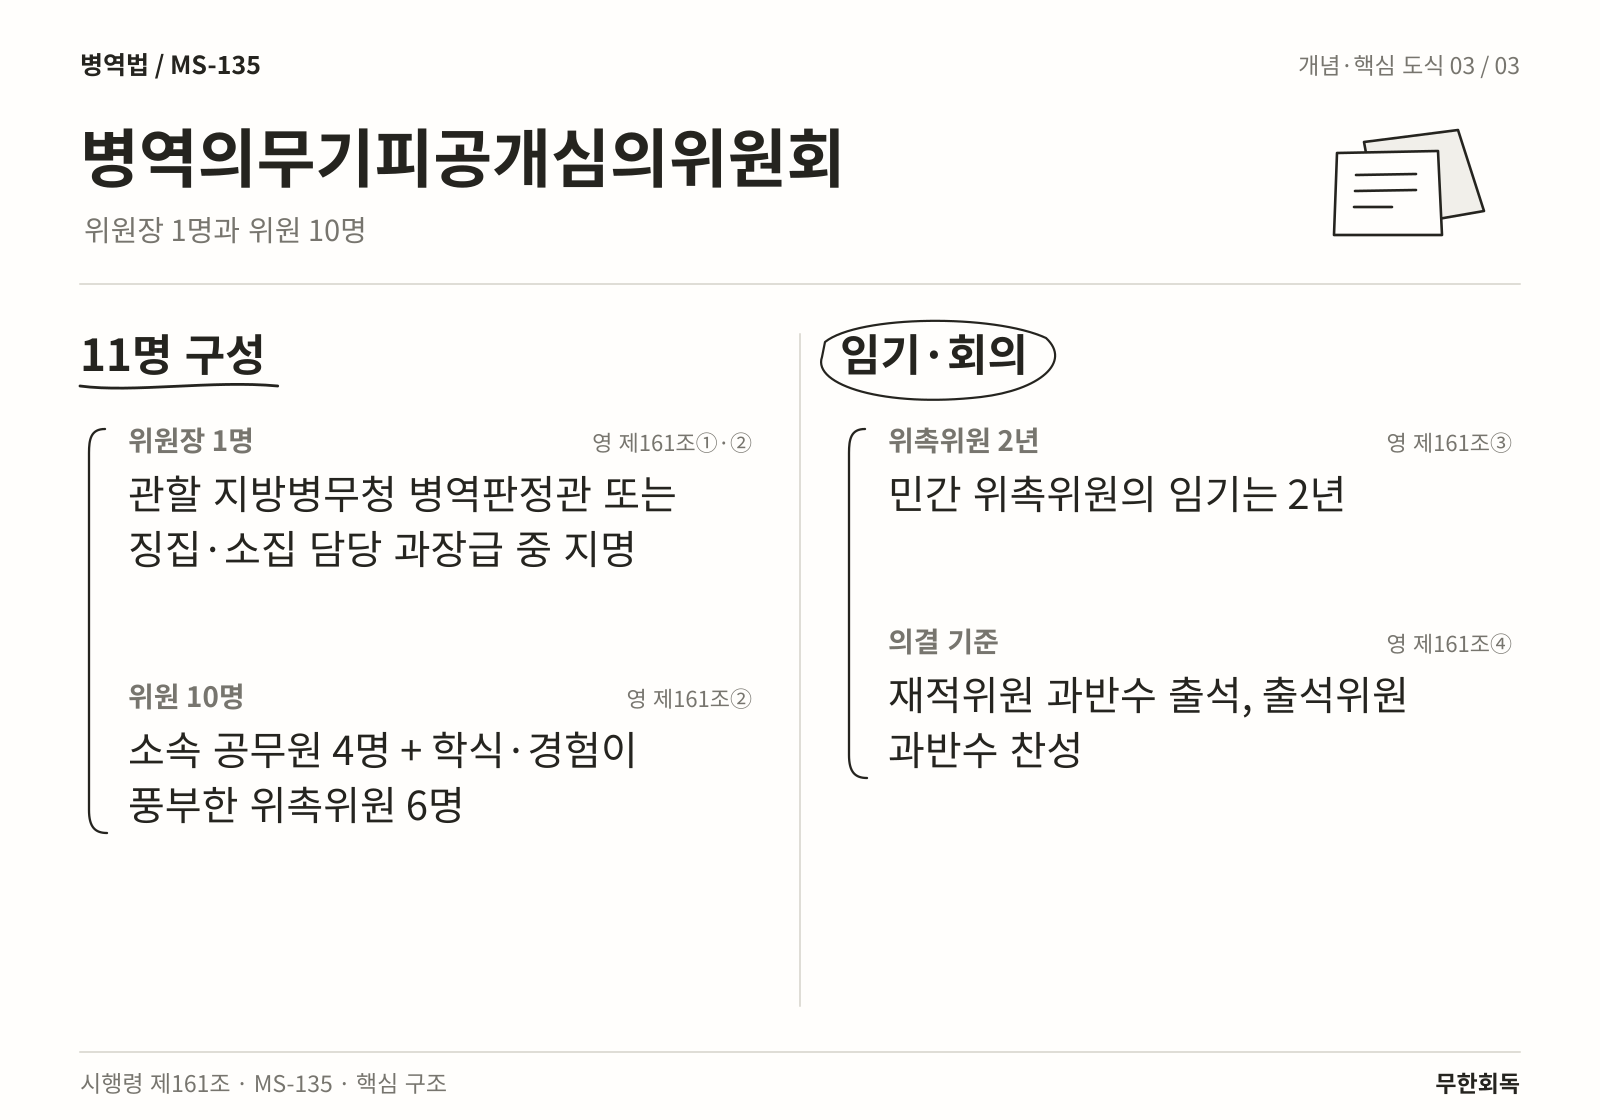 병역법 / MS-135
개념·핵심 도식 03 / 03
병역의무기피공개심의위원회
위원장 1명과 위원 10명
11명 구성
위원장 1명
영 제161조①·②
관할 지방병무청 병역판정관 또는
징집·소집 담당 과장급 중 지명
위원 10명
영 제161조②
소속 공무원 4명 + 학식·경험이
풍부한 위촉위원 6명
임기·회의
위촉위원 2년
영 제161조③
민간 위촉위원의 임기는 2년
의결 기준
영 제161조④
재적위원 과반수 출석, 출석위원
과반수 찬성
시행령 제161조 · MS-135 · 핵심 구조
무한회독